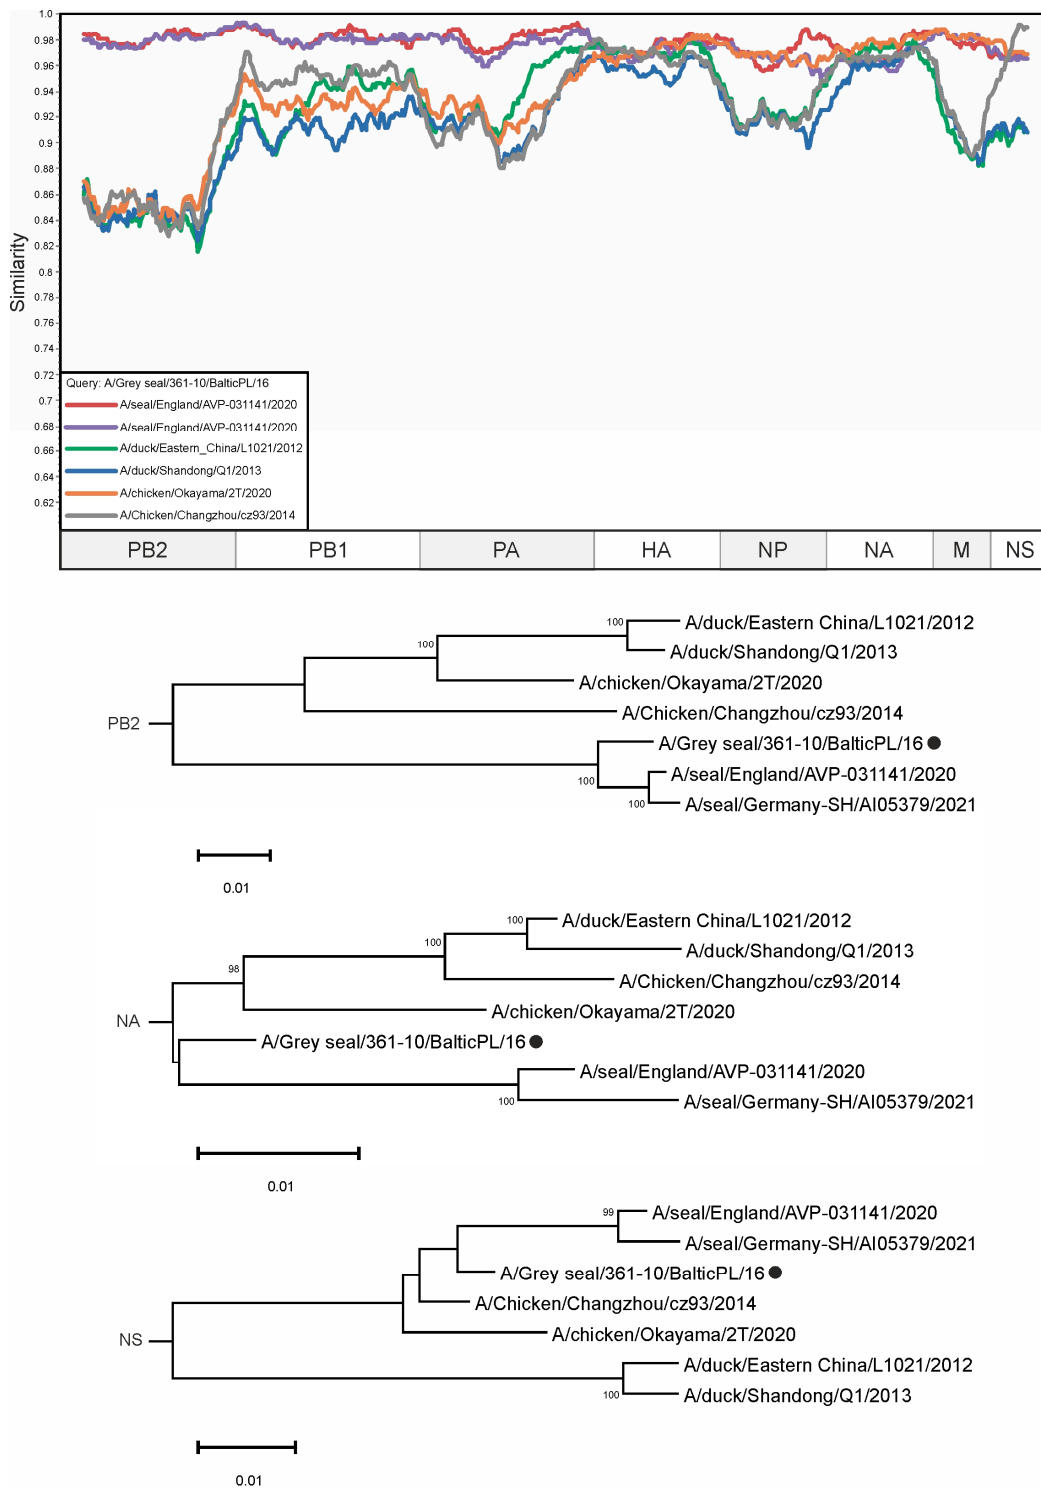 1.0
0.98
0.96
0.94
0.92
0.9
0.88
0.86
0.84
0.82
0.8
0.78
0.76
0.74
0.72
0.7
0.68
0.66
0.64
0.62
Similarity
Query: A/Grey seal/361-10/BalticPL/16
A/seal/England/AVP-031141/2020
A/seal/England/AVP-031141/2020
A/duck/Eastern_China/L1021/2012
A/duck/Shandong/Q1/2013
A/chicken/Okayama/2T/2020
A/Chicken/Changzhou/cz93/2014
PB2 PB1 PA HA NP NA M NS
100 A/duck/Eastern China/L1021/2012
100 A/duck/Shandong/Q1/2013
A/chicken/Okayama/2T/2020
A/Chicken/Changzhou/cz93/2014
PB2
A/Grey seal/361-10/BalticPL/16
100 A/seal/England/AVP-031141/2020
100 A/seal/Germany-SH/AI05379/2021
0.01
100 A/duck/Eastern China/L1021/2012
100 A/duck/Shandong/Q1/2013
98 A/Chicken/Changzhou/cz93/2014
A/chicken/Okayama/2T/2020
NA
A/Grey seal/361-10/BalticPL/16
A/seal/England/AVP-031141/2020
100 A/seal/Germany-SH/AI05379/2021
0.01
99 A/seal/England/AVP-031141/2020
A/seal/Germany-SH/AI05379/2021
A/Grey seal/361-10/BalticPL/16
A/Chicken/Changzhou/cz93/2014
NS A/chicken/Okayama/2T/2020
A/duck/Eastern China/L1021/2012
100 A/duck/Shandong/Q1/2013
0.01